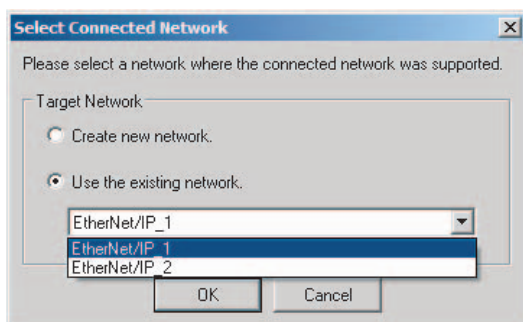 Select Connected Network
Please select a network where the connected network was supported.
Target Network
Create new network.
Use the existing network.
EtherNet/IP_1
EtherNet/IP_1
EtherNet/IP_2
OK Cancel